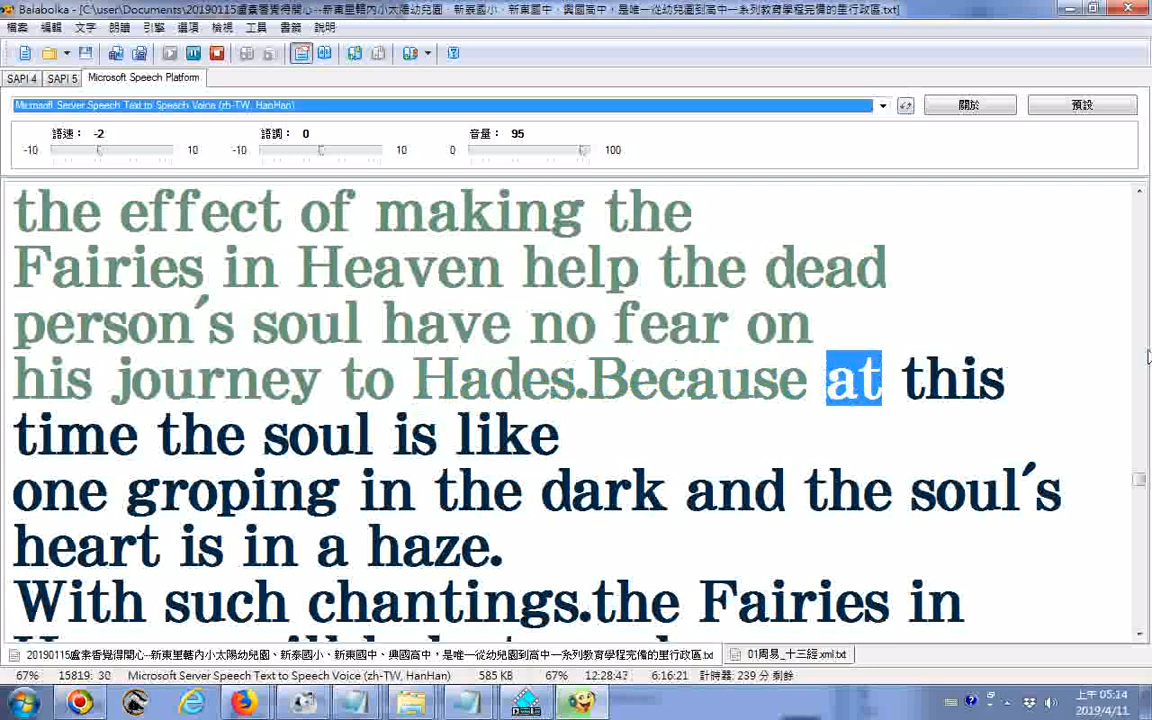 Balabolka - [C:\user\Documents\20190115盧素香覺得開心--新東里轄內小太陽幼兒園、新泰國小、新東國中、興國高中，是唯一從幼兒園到高中一系列教育學程完備的里行政區.txt]
檔案 編輯 文字 朗讀 引擎 選項 檢視 工具 書籤 說明
SAPI 4 SAPI 5 Microsoft Speech Platform
Microsoft Server Speech Text to Speech Voice (zh-TW, HanHan) 關於 預設
語速： -2 語調： 0 音量： 95
-10 10 -10 10 0 100
the effect of making the
Fairies in Heaven help the dead
person´s soul have no fear on
his journey to Hades.Because at this
time the soul is like
one groping in the dark and the soul´s
heart is in a haze.
With such chantings.the Fairies in
20190115盧素香覺得開心--新東里轄內小太陽幼兒園、新泰國小、新東國中、興國高中，是唯一從幼兒園到高中一系列教育學程完備的里行政區.txt 01周易_十三經.xml.txt
67% 15819: 30 Microsoft Server Speech Text to Speech Voice (zh-TW, HanHan) 585 KB 67% 12:28:43 6:16:21 計時器: 239 分 剩餘
上午 05:14
2019/4/11